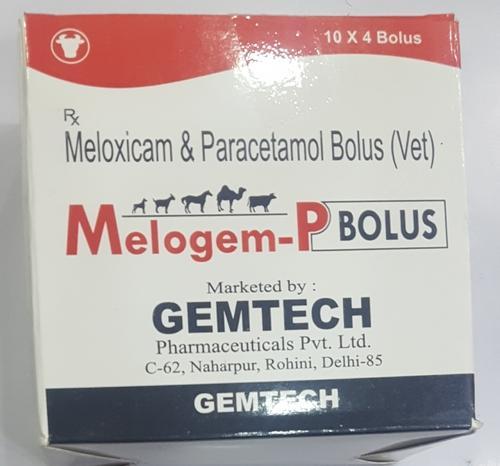 10 X 4 Bolus
Rx
Meloxicam & Paracetamol Bolus (Vet)
Melogem-P BOLUS
Marketed by :
GEMTECH
Pharmaceuticals Pvt. Ltd.
C-62, Naharpur, Rohini, Delhi-85
GEMTECH